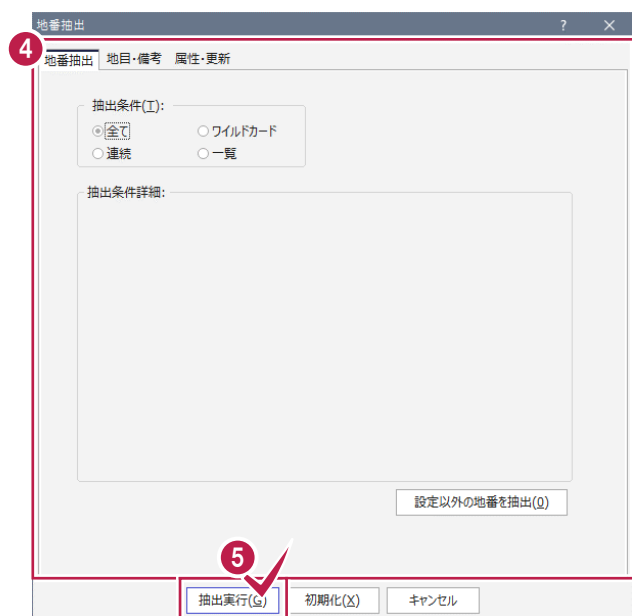 地番抽出 ? ×
4
地番抽出 地目・備考 属性・更新
抽出条件(T):
全て ワイルドカード
連続 一覧
抽出条件詳細:
設定以外の地番を抽出(O)
5
抽出実行(G) 初期化(X) キャンセル